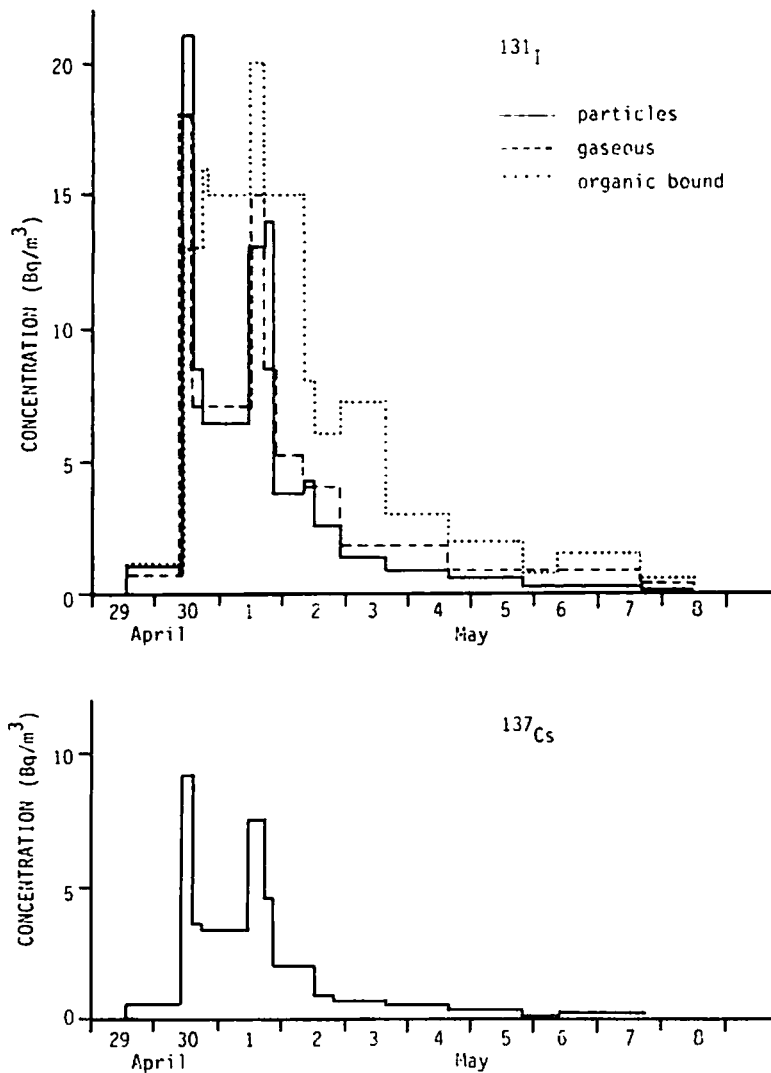 131I
particles
gaseous
organic bound
CONCENTRATION (Bq/m3)
20
15
10
5
0
29 30 1 2 3 4 5 6 7 8
April May
137Cs
CONCENTRATION (Bq/m3)
10
5
0
29 30 1 2 3 4 5 6 7 8
April May